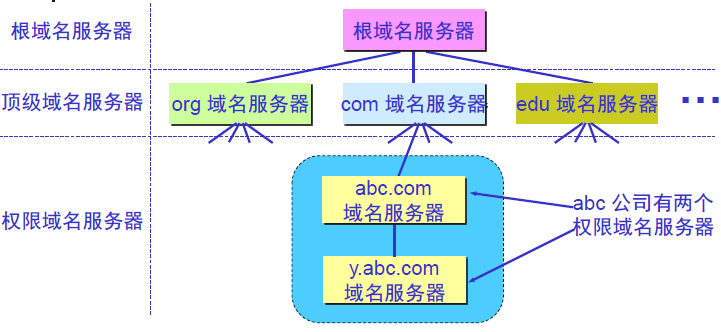 根域名服务器
根域名服务器
顶级域名服务器
org 域名服务器
com 域名服务器
edu 域名服务器
…
权限域名服务器
abc.com
域名服务器
y.abc.com
域名服务器
abc 公司有两个
权限域名服务器